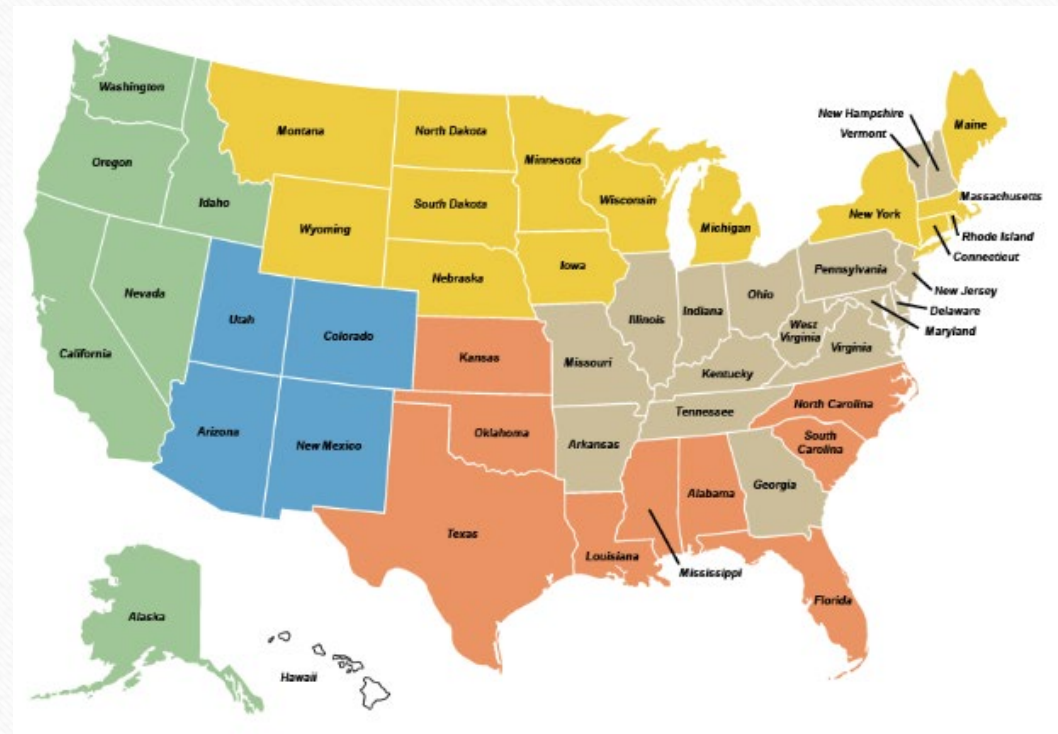 Washington
Oregon
California
Nevada
Idaho
Montana
Wyoming
Utah
Colorado
Arizona
New Mexico
North Dakota
South Dakota
Nebraska
Kansas
Oklahoma
Texas
Minnesota
Iowa
Missouri
Arkansas
Louisiana
Wisconsin
Illinois
Michigan
Indiana
Ohio
Kentucky
Tennessee
Mississippi
Alabama
Georgia
Florida
South
Carolina
North Carolina
Virginia
West
Virginia
Pennsylvania
New York
Vermont
New Hampshire
Maine
Massachusetts
Rhode Island
Connecticut
New Jersey
Delaware
Maryland
Alaska
Hawaii